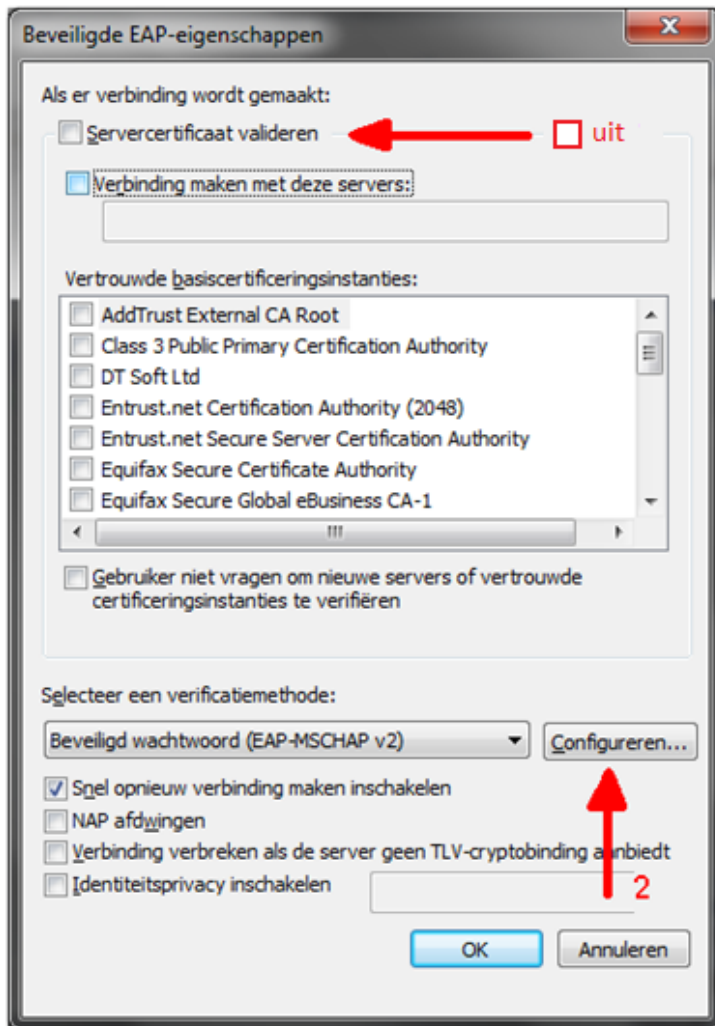 Beveiligde EAP-eigenschappen
Als er verbinding wordt gemaakt:
Servercertificaat valideren
uit
Verbinding maken met deze servers:
Vertrouwde basiscertificeringsinstanties:
AddTrust External CA Root
Class 3 Public Primary Certification Authority
DT Soft Ltd
Entrust.net Certification Authority (2048)
Entrust.net Secure Server Certification Authority
Equifax Secure Certificate Authority
Equifax Secure Global eBusiness CA-1
Gebruiker niet vragen om nieuwe servers of vertrouwde
certificeringsinstanties te verifiëren
Selecteer een verificatiemethode:
Beveiligd wachtwoord (EAP-MSCHAP v2)
Configureren...
Snel opnieuw verbinding maken inschakelen
NAP afdwingen
Verbinding verbreken als de server geen TLV-cryptobinding aanbiedt
Identiteitsprivacy inschakelen
2
OK
Annuleren